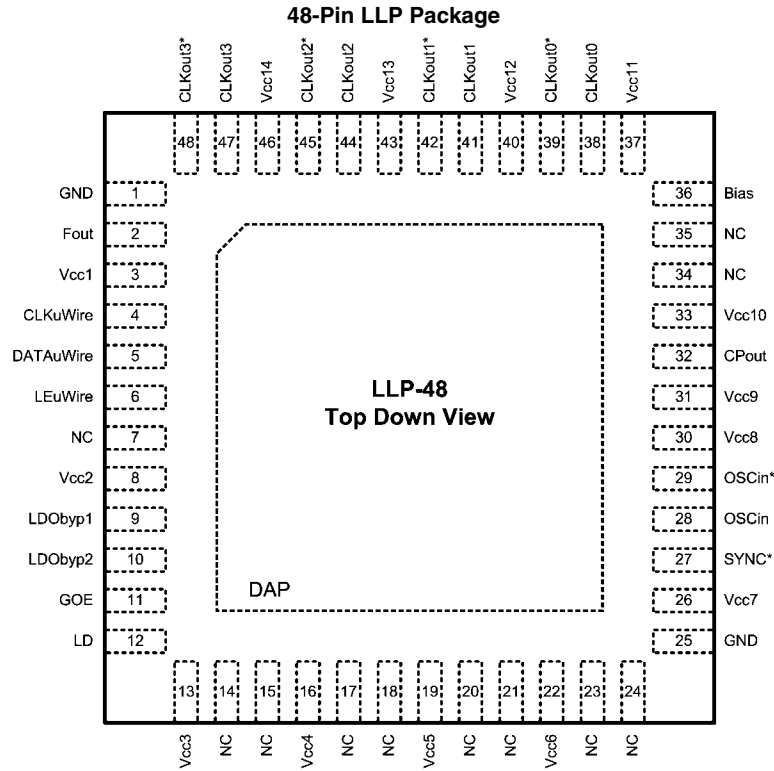 48-Pin LLP Package
CLKout3*
CLKout3
Vcc14
CLKout2*
CLKout2
Vcc13
CLKout1*
CLKout1
Vcc12
CLKout0*
CLKout0
Vcc11
48 47 46 45 44 43 42 41 40 39 38 37
GND 1 36 Bias
Fout 2 35 NC
Vcc1 3 34 NC
CLKuWire 4 33 Vcc10
DATAuWire 5 32 CPout
LEuWire 6 31 Vcc9
NC 7 30 Vcc8
Vcc2 8 29 OSCin*
LDObyp1 9 28 OSCin
LDObyp2 10 27 SYNC*
GOE 11 26 Vcc7
LD 12 25 GND
LLP-48
Top Down View
DAP
13 14 15 16 17 18 19 20 21 22 23 24
Vcc3
NC
NC
Vcc4
NC
NC
Vcc5
NC
NC
Vcc6
NC
NC